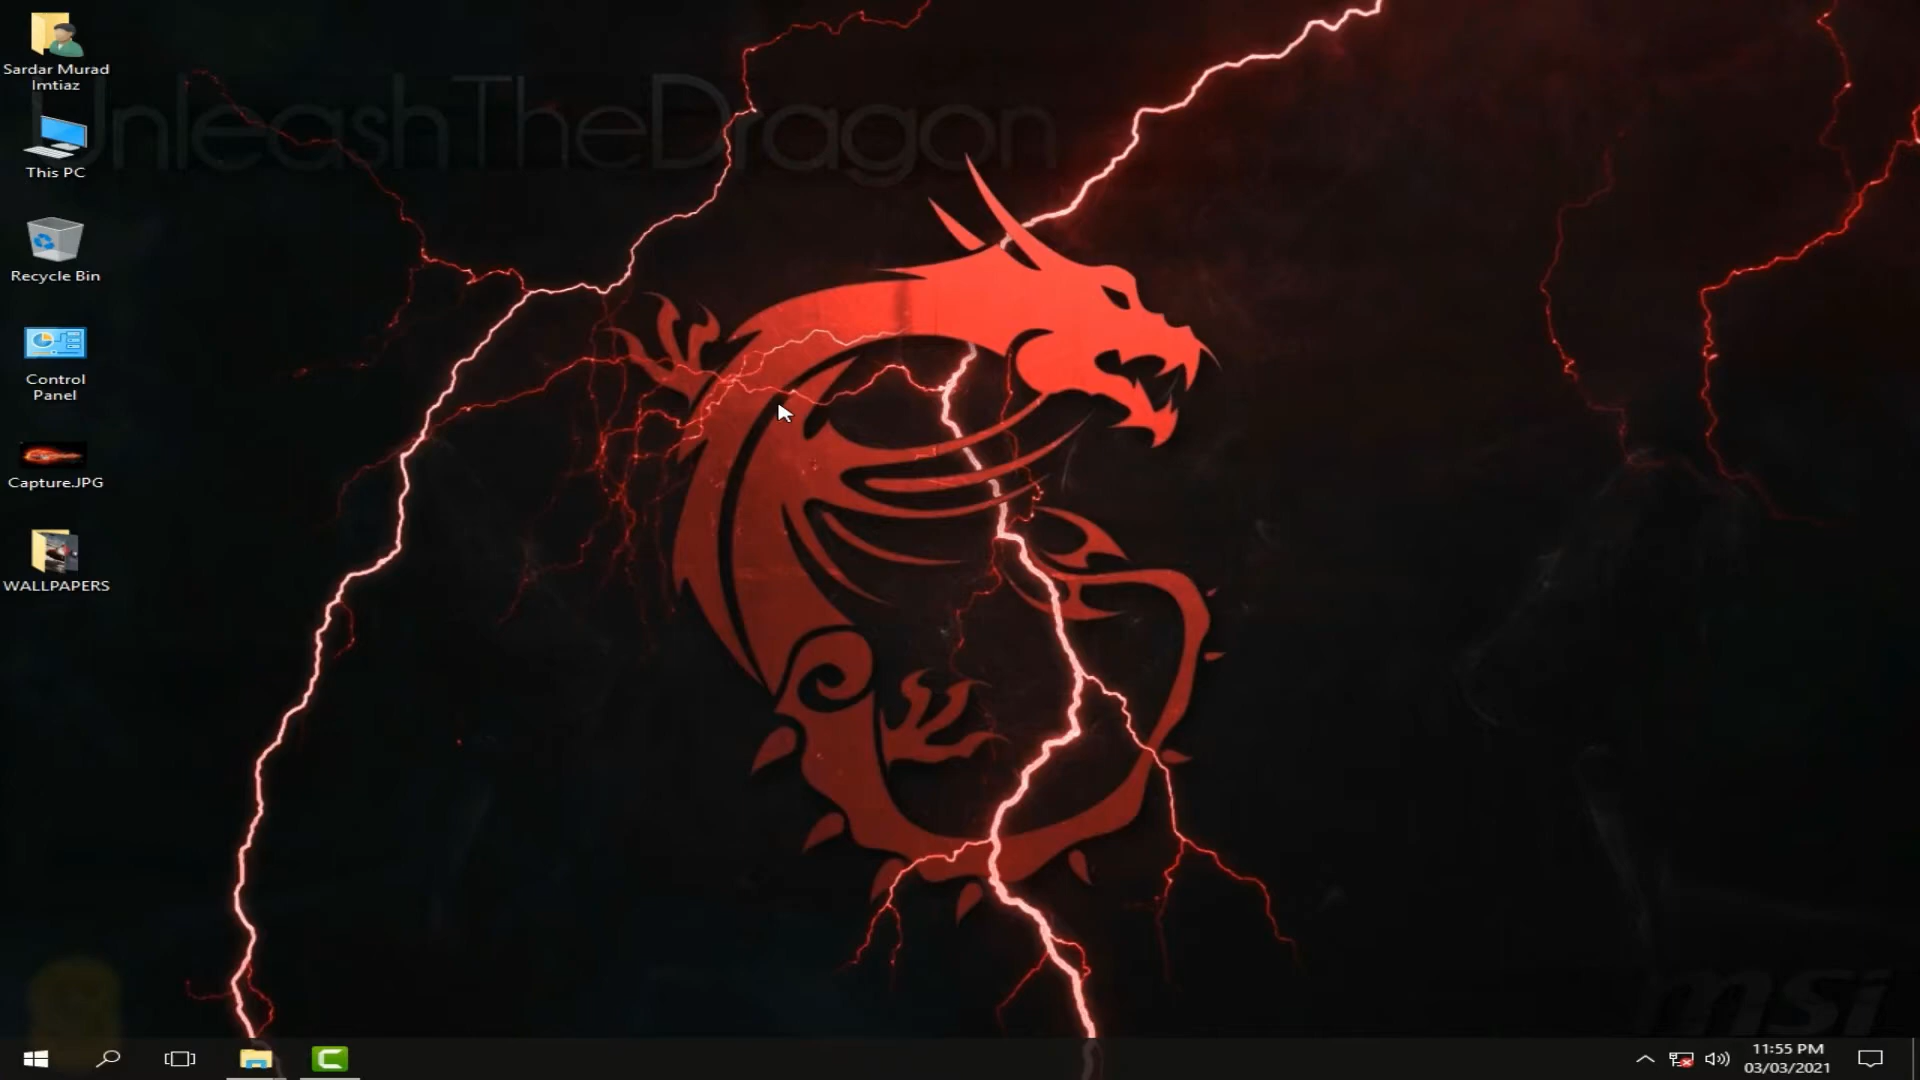 Sardar Murad
Imtiaz
UnleashTheDragon
This PC
Recycle Bin
Control
Panel
Capture.JPG
WALLPAPERS
msi
11:55 PM
03/03/2021